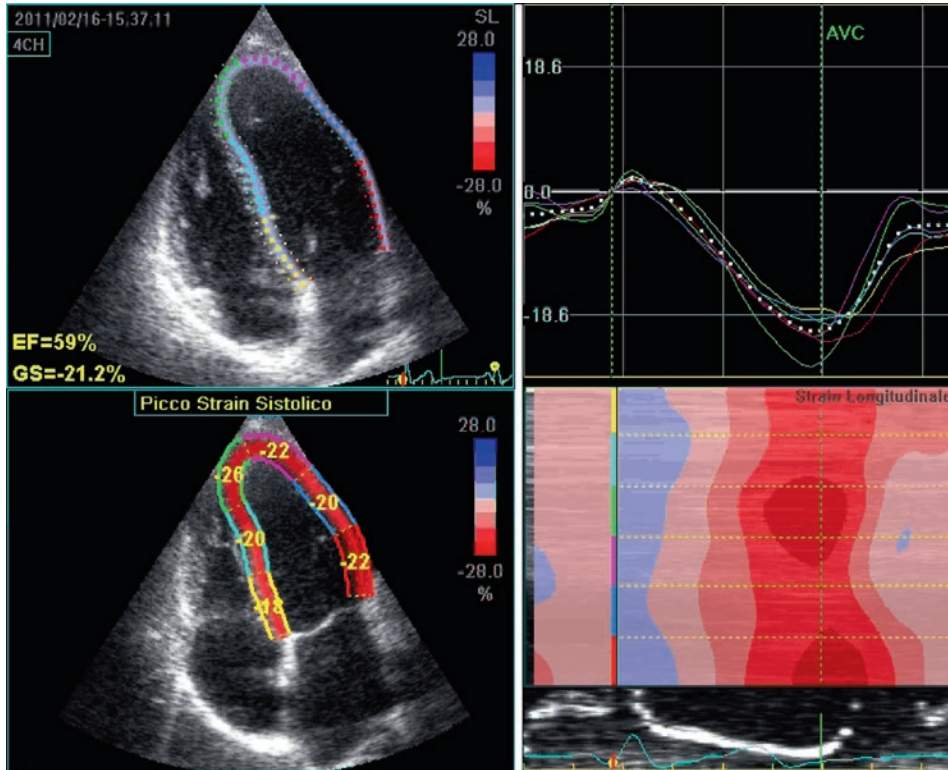 2011/02/16-15,37,11
4CH
SL
28.0
-28.0
%
EF=59%
GS=-21.2%
AVC
18.6
0.0
-18.6
Picco Strain Sistolico
28.0
-28.0
%
-22
-26
-20
-20
-22
-18
Strain Longitudinale